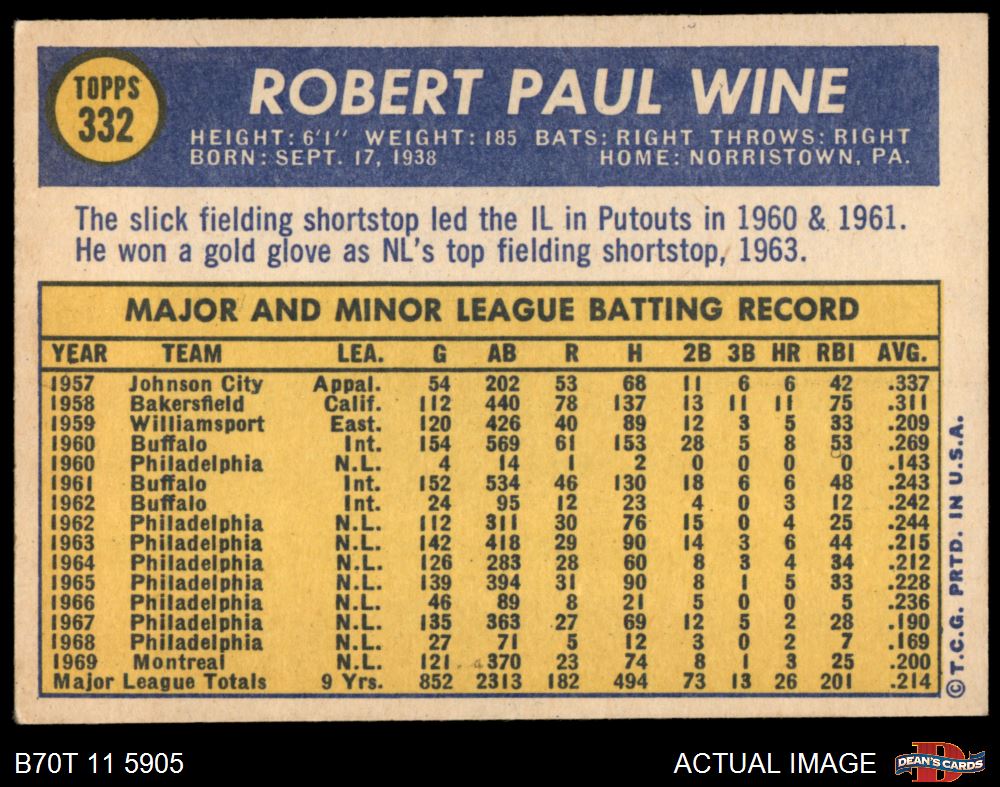 TOPPS
332
ROBERT PAUL WINE
HEIGHT: 6'1" WEIGHT: 185 BATS: RIGHT THROWS: RIGHT
BORN: SEPT. 17, 1938 HOME: NORRISTOWN, PA.
The slick fielding shortstop led the IL in Putouts in 1960 & 1961.
He won a gold glove as NL's top fielding shortstop, 1963.
MAJOR AND MINOR LEAGUE BATTING RECORD
YEAR TEAM LEA. G AB R H 2B 3B HR RBI AVG.
1957 Johnson City Appal. 54 202 53 68 11 6 6 42 .337
1958 Bakersfield Calif. 112 440 78 137 13 11 11 75 .311
1959 Williamsport East. 120 426 40 89 12 3 5 33 .209
1960 Buffalo Int. 154 569 61 153 28 5 8 53 .269
1960 Philadelphia N.L. 4 14 1 2 0 0 0 0 .143
1961 Buffalo Int. 152 534 46 130 18 6 6 48 .243
1962 Buffalo Int. 24 95 12 23 4 0 3 12 .242
1962 Philadelphia N.L. 112 311 30 76 15 0 4 25 .244
1963 Philadelphia N.L. 142 418 29 90 14 3 6 44 .215
1964 Philadelphia N.L. 126 283 28 60 8 3 4 34 .212
1965 Philadelphia N.L. 139 394 31 90 8 1 5 33 .228
1966 Philadelphia N.L. 46 89 8 21 5 0 0 5 .236
1967 Philadelphia N.L. 135 363 27 69 12 5 2 28 .190
1968 Philadelphia N.L. 27 71 5 12 3 0 2 7 .169
1969 Montreal N.L. 121 370 23 74 8 1 3 25 .200
Major League Totals 9 Yrs. 852 2313 182 494 73 13 26 201 .214
©T.C.G. PRTD. IN U.S.A.
B70T 11 5905
ACTUAL IMAGE
D
DEAN'S CARDS